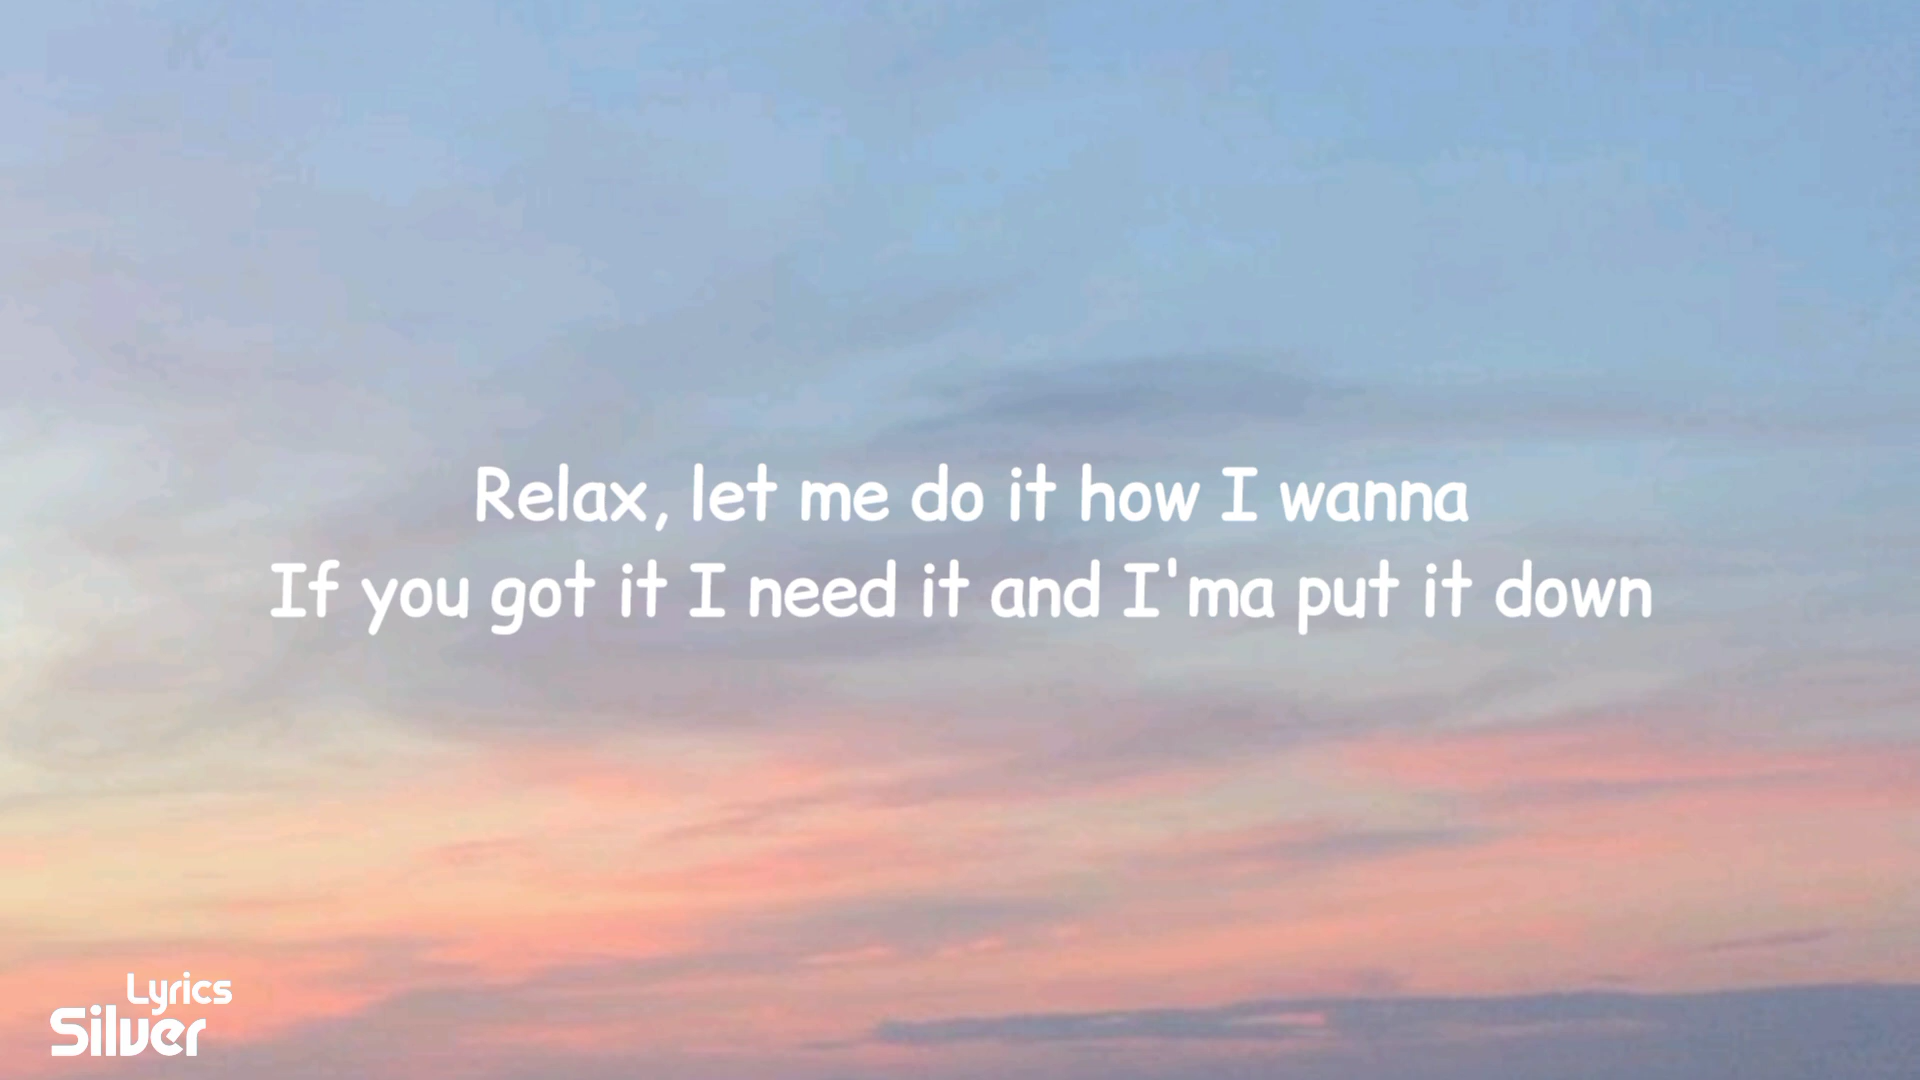 Relax, let me do it how I wanna
If you got it I need it and I'ma put it down
Lyrics
Silver